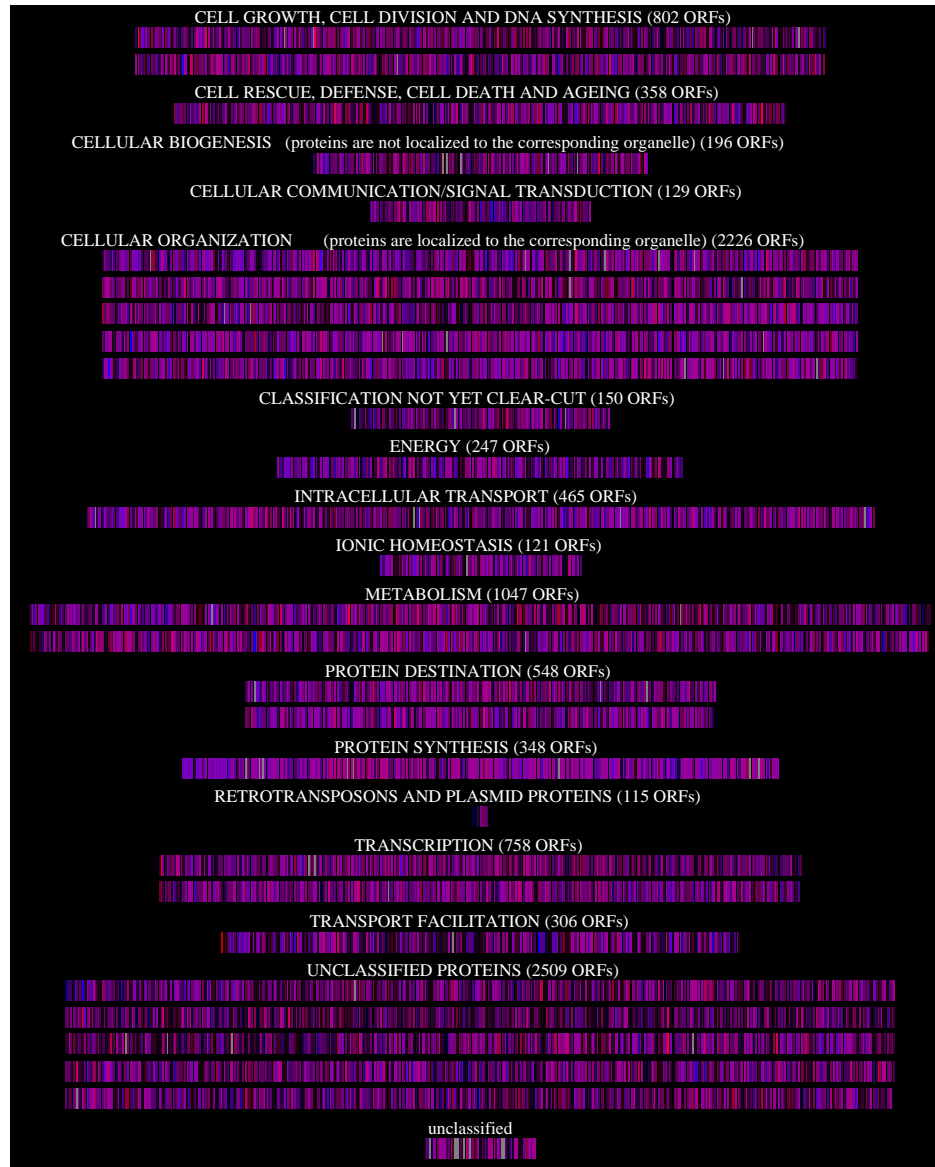 CELL GROWTH, CELL DIVISION AND DNA SYNTHESIS (802 ORFs)
CELL RESCUE, DEFENSE, CELL DEATH AND AGEING (358 ORFs)
CELLULAR BIOGENESIS (proteins are not localized to the corresponding organelle) (196 ORFs)
CELLULAR COMMUNICATION/SIGNAL TRANSDUCTION (129 ORFs)
CELLULAR ORGANIZATION (proteins are localized to the corresponding organelle) (2226 ORFs)
CLASSIFICATION NOT YET CLEAR-CUT (150 ORFs)
ENERGY (247 ORFs)
INTRACELLULAR TRANSPORT (465 ORFs)
IONIC HOMEOSTASIS (121 ORFs)
METABOLISM (1047 ORFs)
PROTEIN DESTINATION (548 ORFs)
PROTEIN SYNTHESIS (348 ORFs)
RETROTRANSPOSONS AND PLASMID PROTEINS (115 ORFs)
TRANSCRIPTION (758 ORFs)
TRANSPORT FACILITATION (306 ORFs)
UNCLASSIFIED PROTEINS (2509 ORFs)
unclassified